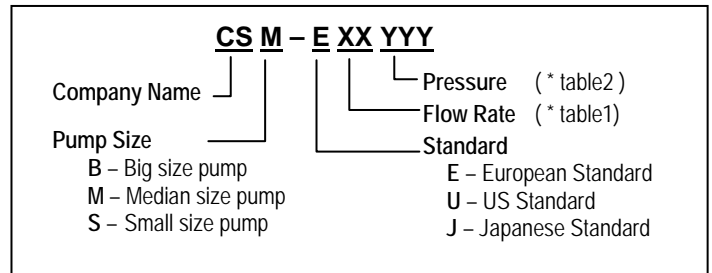 CS M – E XX YYY
Company Name
Pump Size
B – Big size pump
M – Median size pump
S – Small size pump
Pressure ( * table2 )
Flow Rate ( * table1)
Standard
E – European Standard
U – US Standard
J – Japanese Standard